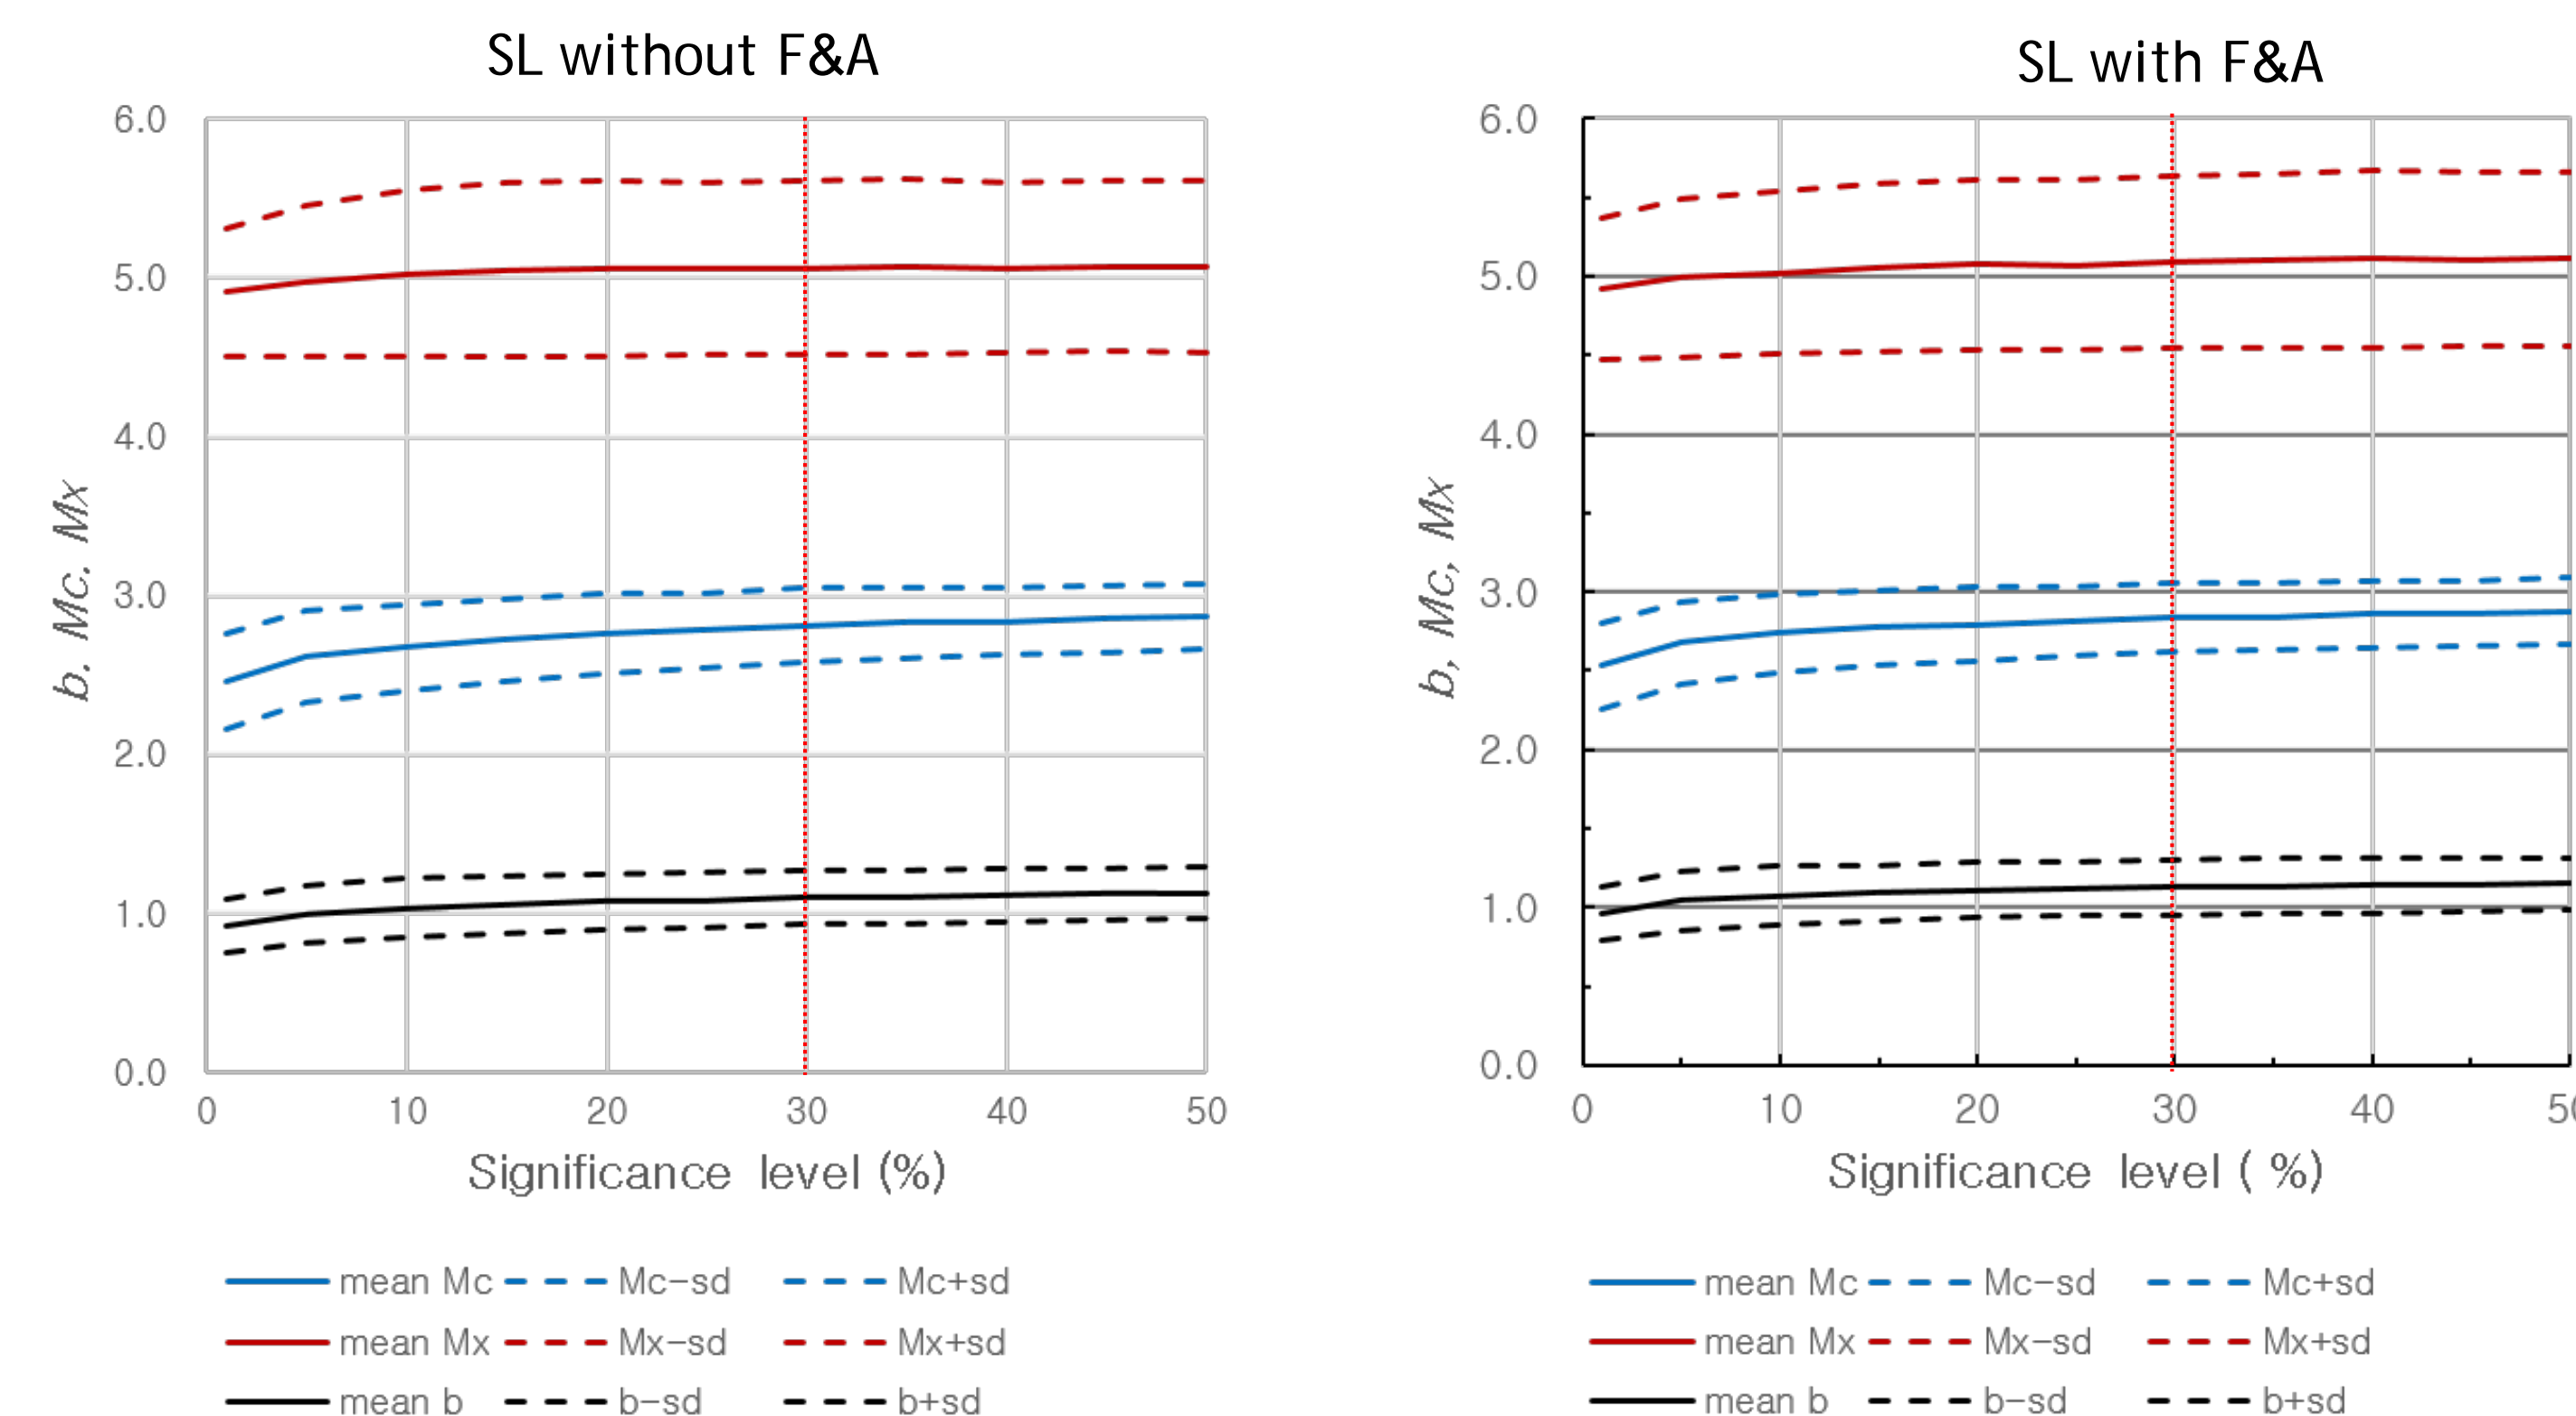 SL without F&A
6.0
5.0
4.0
3.0
2.0
1.0
0.0
b. Mc. Mx
0 10 20 30 40 50
Significance level (%)
mean Mc Mc-sd Mc+sd
mean Mx Mx-sd Mx+sd
mean b b-sd b+sd
SL with F&A
6.0
5.0
4.0
3.0
2.0
1.0
0.0
b, Mc, Mx
0 10 20 30 40 50
Significance level ( %)
mean Mc Mc-sd Mc+sd
mean Mx Mx-sd Mx+sd
mean b b-sd b+sd